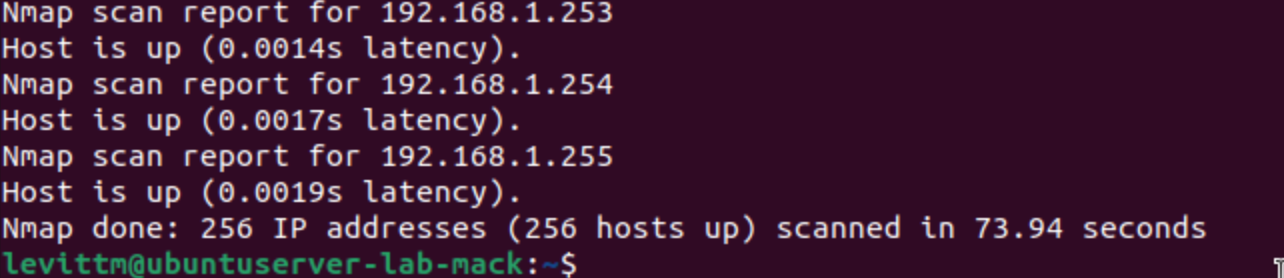 Nmap scan report for 192.168.1.253
Host is up (0.0014s latency).
Nmap scan report for 192.168.1.254
Host is up (0.0017s latency).
Nmap scan report for 192.168.1.255
Host is up (0.0019s latency).
Nmap done: 256 IP addresses (256 hosts up) scanned in 73.94 seconds
levittm@ubuntuserver-lab-mack:~$